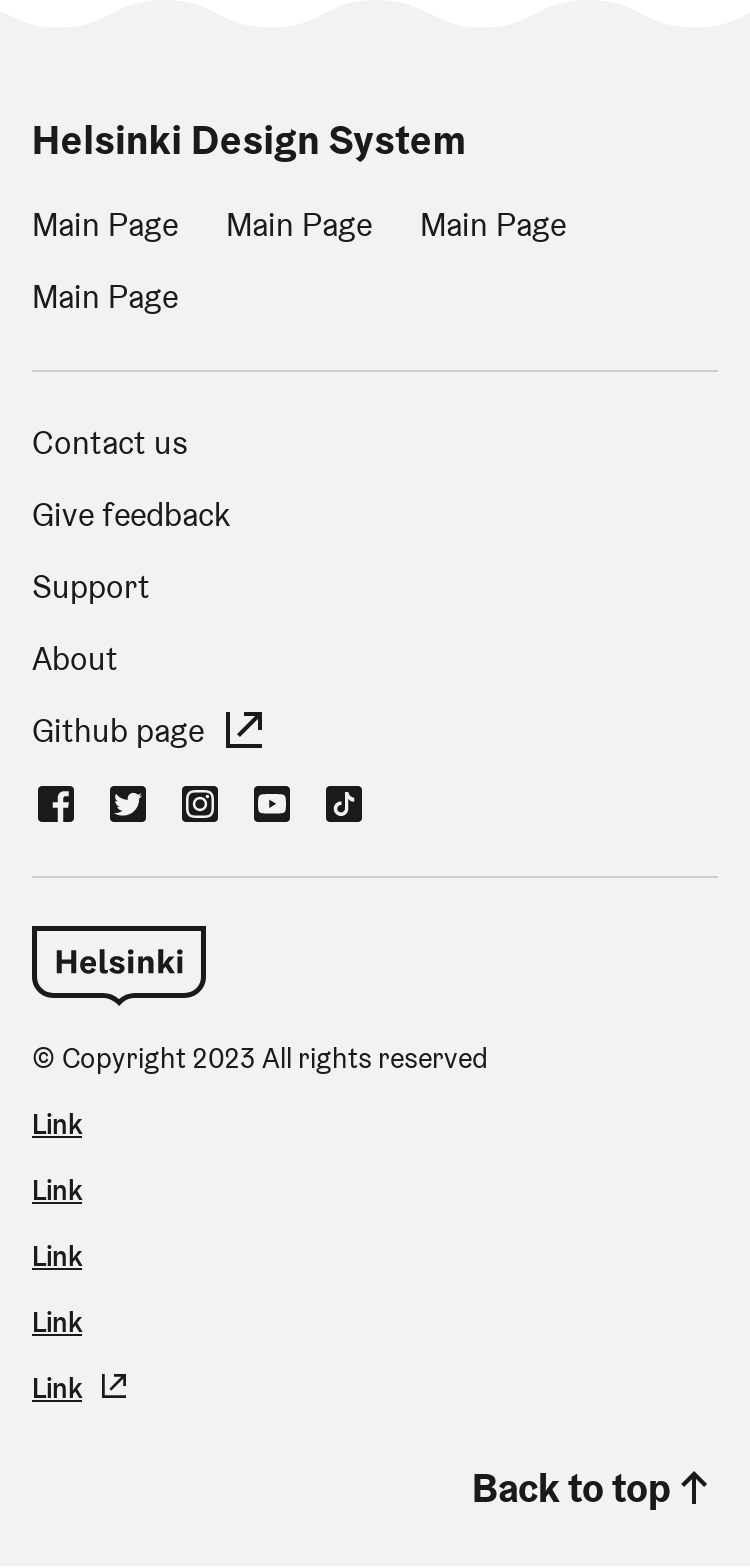 Helsinki Design System
Main Page Main Page Main Page
Main Page
Contact us
Give feedback
Support
About
Github page
Helsinki
© Copyright 2023 All rights reserved
Link
Link
Link
Link
Link
Back to top ↑